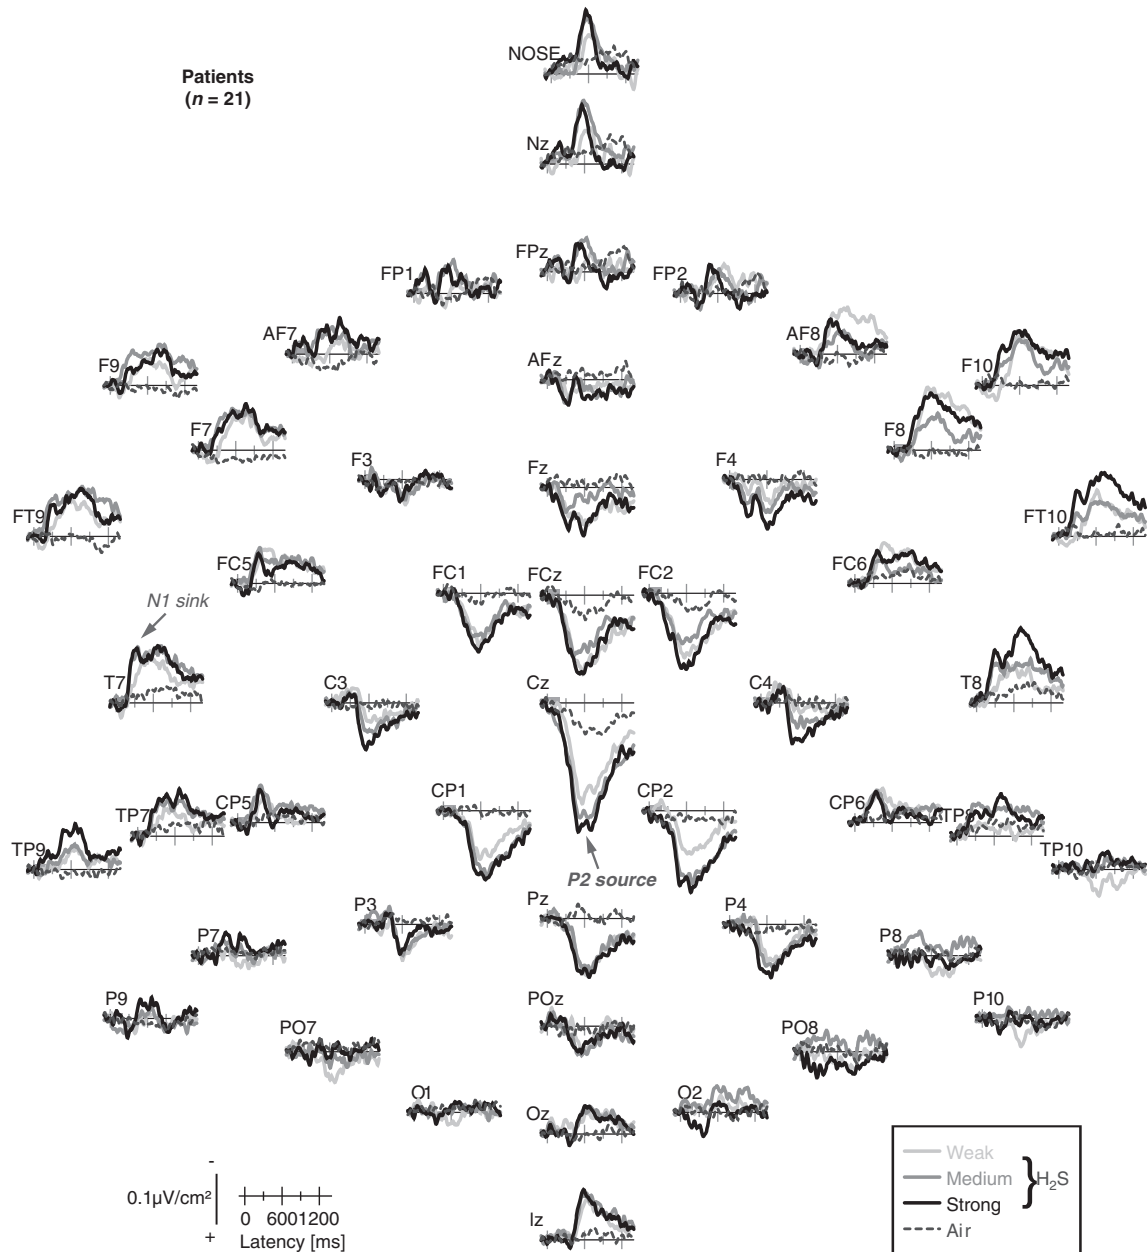 NOSE
Patients
(n = 21)
Nz
FPz
FP1
FP2
AF7
AF8
AFz
F9
F10
F7
F8
F3
Fz
F4
FT9
FT10
FC5
FC6
FC1
FCz
FC2
N1 sink
T7
C3
Cz
C4
T8
CP1
CP2
TP7
CP5
CP6
TP8
TP9
TP10
P2 source
P3
Pz
P4
P7
P8
P9
POz
P10
PO7
PO8
O1
Oz
O2
Weak
Medium
}H₂S
Strong
Air
-
0.1µV/cm²
+
0 600 1200
Latency [ms]
Iz